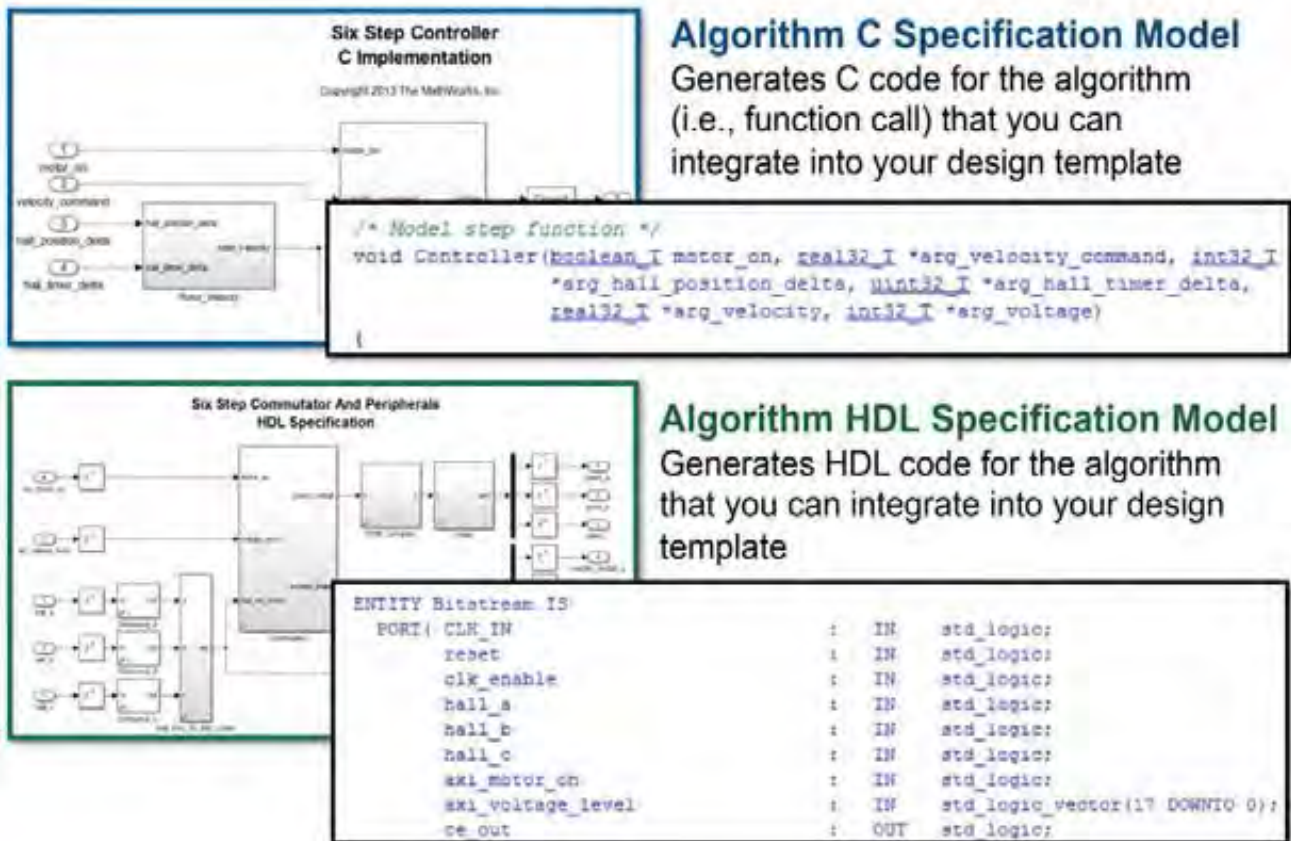 Six Step Controller
C Implementation
Copyright 2013 The MathWorks, Inc.
motor_on
velocity_command
hall_position_delta
hall_timer_delta
Algorithm C Specification Model
Generates C code for the algorithm
(i.e., function call) that you can
integrate into your design template
/* Model step function */
void Controller(boolean_T motor_on, real32_T *arg_velocity_command, int32_T
*arg_hall_position_delta, uint32_T *arg_hall_timer_delta,
real32_T *arg_velocity, int32_T *arg_voltage)
{
Six Step Commutator And Peripherals
HDL Specification
Algorithm HDL Specification Model
Generates HDL code for the algorithm
that you can integrate into your design
template
ENTITY Bitstream IS
PORT( CLK_IN : IN std_logic;
reset : IN std_logic;
clk_enable : IN std_logic;
hall_a : IN std_logic;
hall_b : IN std_logic;
hall_c : IN std_logic;
axi_motor_on : IN std_logic;
axi_voltage_level : IN std_logic_vector(17 DOWNTO 0);
ce_out : OUT std_logic;